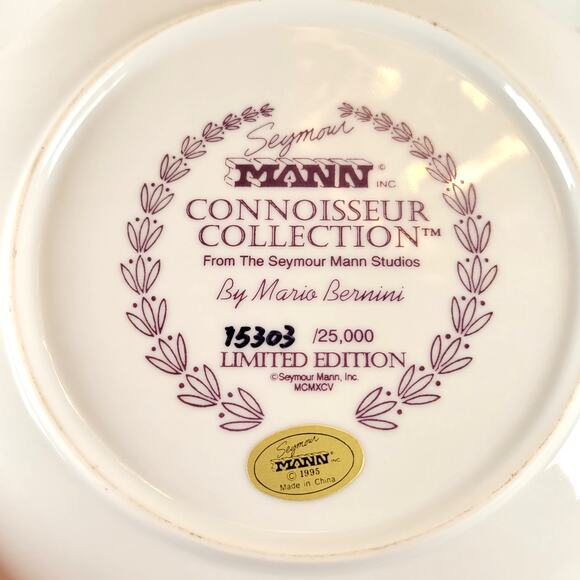 Seymour
MANN © INC
CONNOISSEUR
COLLECTION™
From The Seymour Mann Studios
By Mario Bernini
15303 /25,000
LIMITED EDITION
©Seymour Mann, Inc.
MCMXCV
Seymour
MANN INC
© 1995
Made in China